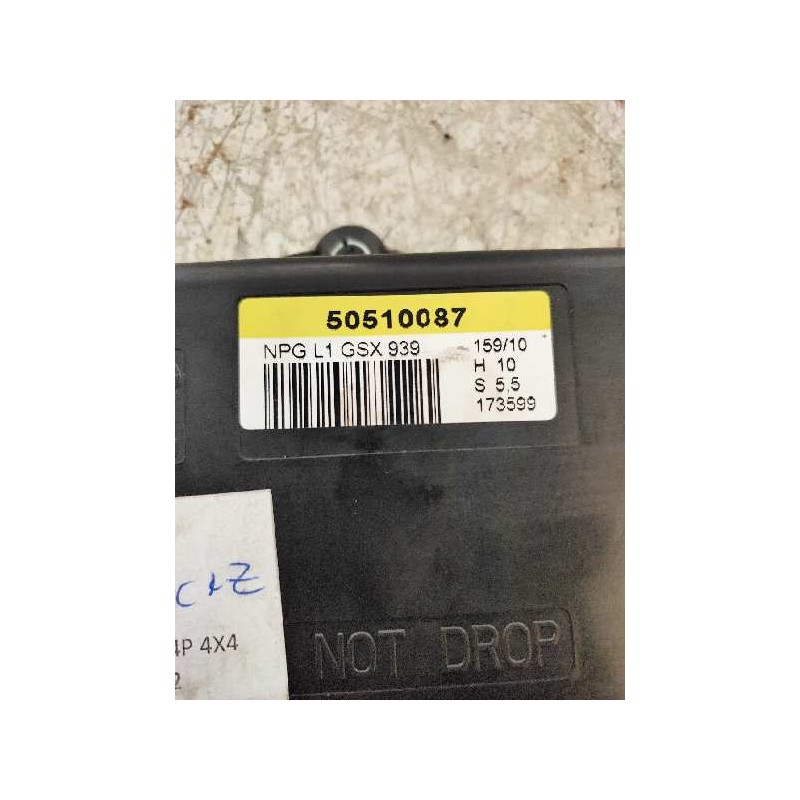 50510087
NPG L1 GSX 939
159/10
H 10
S 5,5
173599
4P 4X4
2
NOT DROP